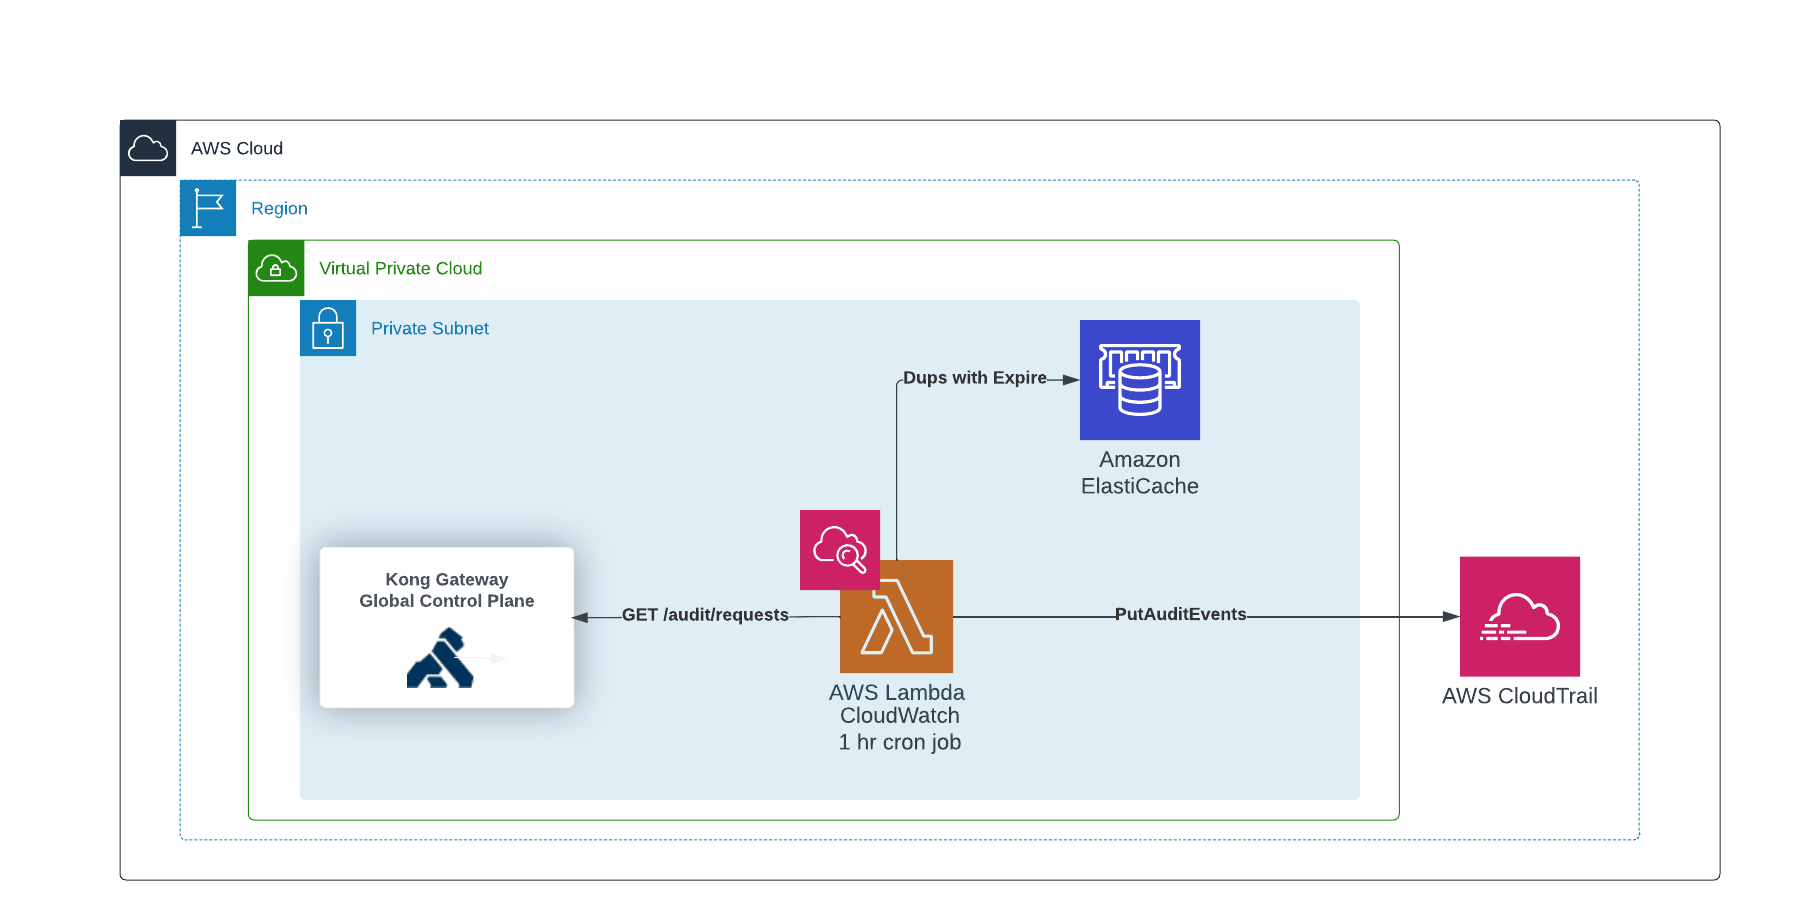 AWS Cloud
Region
Virtual Private Cloud
Private Subnet
Dups with Expire
Amazon
ElastiCache
Kong Gateway
Global Control Plane
GET /audit/requests
PutAuditEvents
AWS Lambda
CloudWatch
1 hr cron job
AWS CloudTrail